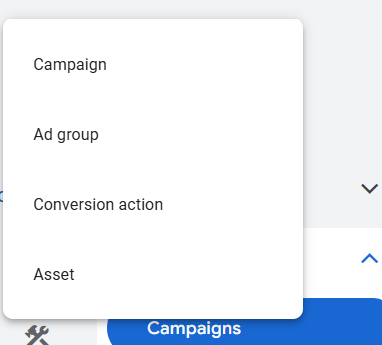 Campaign
Ad group
Conversion action
Asset
Campaigns